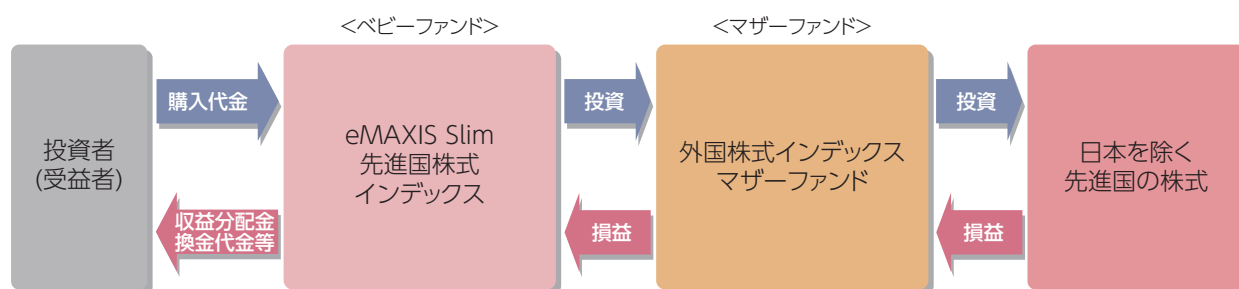 <ベビーファンド>
<マザーファンド>
投資者
(受益者)
購入代金
収益分配金
換金代金等
eMAXIS Slim
先進国株式
インデックス
投資
損益
外国株式インデックス
マザーファンド
投資
損益
日本を除く
先進国の株式